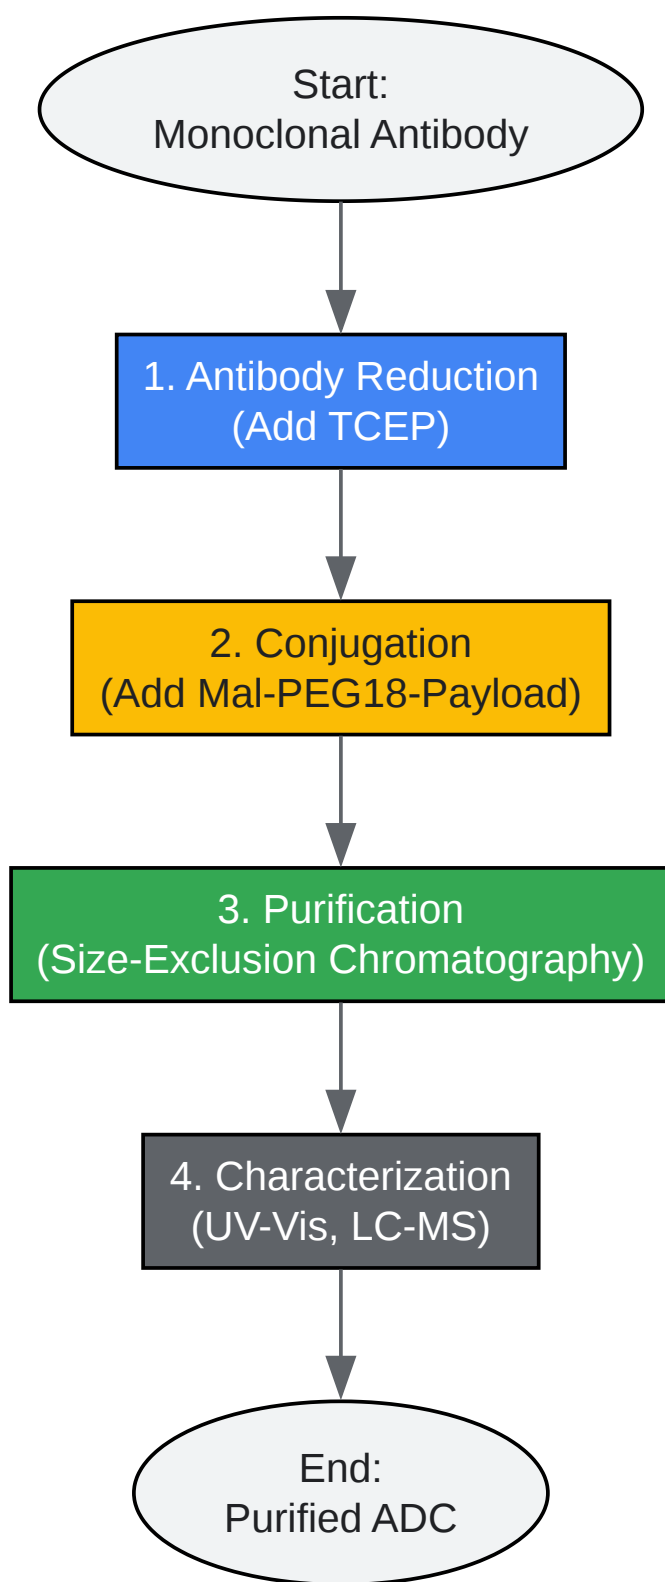 Start:
Monoclonal Antibody
1. Antibody Reduction
(Add TCEP)
2. Conjugation
(Add Mal-PEG18-Payload)
3. Purification
(Size-Exclusion Chromatography)
4. Characterization
(UV-Vis, LC-MS)
End:
Purified ADC